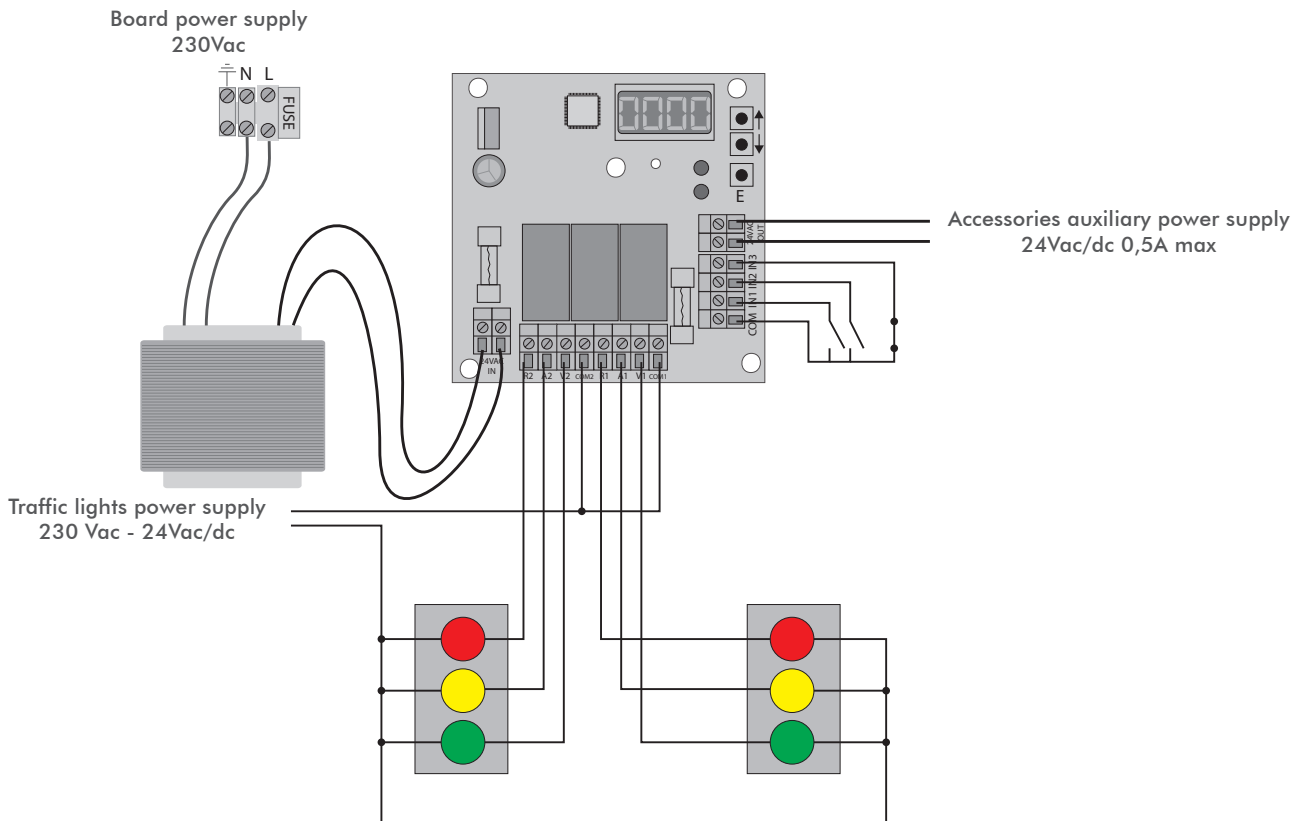 Board power supply
230Vac
N L
FUSE
E
24VAC
OUT
COM IN1 IN2 IN3
Accessories auxiliary power supply
24Vac/dc 0,5A max
24VAC
IN
R2 A2 V2 COM2 R1 A1 V1 COM1
Traffic lights power supply
230 Vac - 24Vac/dc